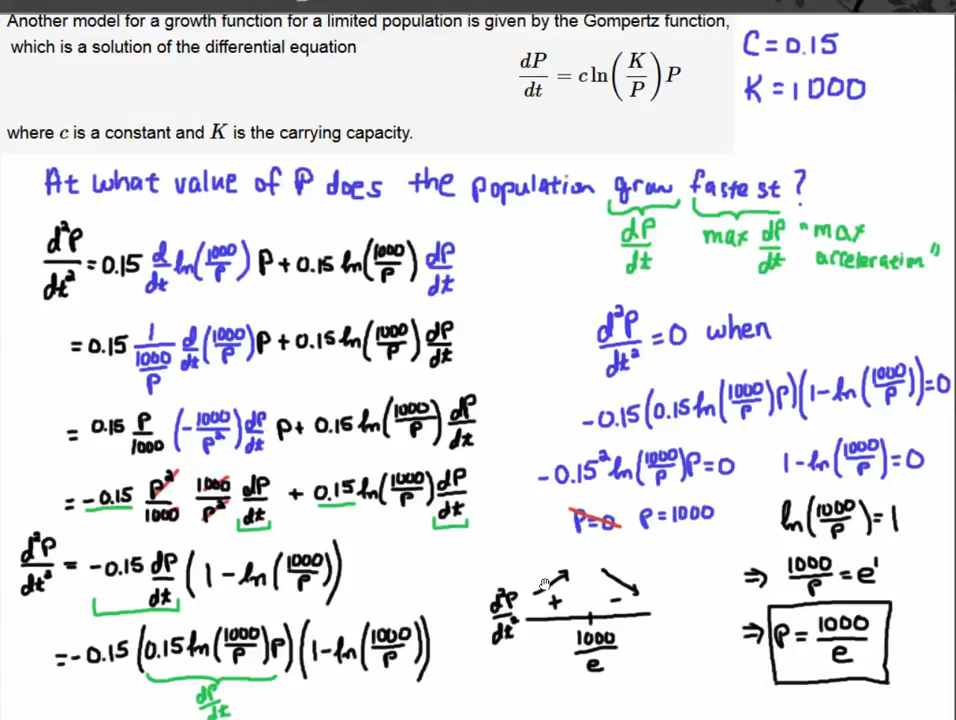 Another model for a growth function for a limited population is given by the Gompertz function,
which is a solution of the differential equation
dP/dt = c ln(K/P) P
where c is a constant and K is the carrying capacity.
C = 0.15
K = 1000
At what value of P does the population grow fastest?
dP/dt max dP/dt "max acceleration"
d²P/dt² = 0.15 d/dt ln(1000/P) P + 0.15 ln(1000/P) dP/dt
= 0.15 1/(1000/P) d/dt (1000/P) P + 0.15 ln(1000/P) dP/dt
= 0.15 P/1000 (-1000/P²) dP/dt P + 0.15 ln(1000/P) dP/dt
= -0.15 P²/1000 1000/P² dP/dt + 0.15 ln(1000/P) dP/dt
d²P/dt² = -0.15 dP/dt (1 - ln(1000/P))
= -0.15 (0.15 ln(1000/P) P) (1 - ln(1000/P))
dP/dt
d²P/dt² = 0 when
-0.15 (0.15 ln(1000/P) P) (1 - ln(1000/P)) = 0
-0.15² ln(1000/P) P = 0
P = 0 P = 1000
1 - ln(1000/P) = 0
ln(1000/P) = 1
⇒ 1000/P = e¹
⇒ P = 1000/e
d²P/dt² + -
1000/e